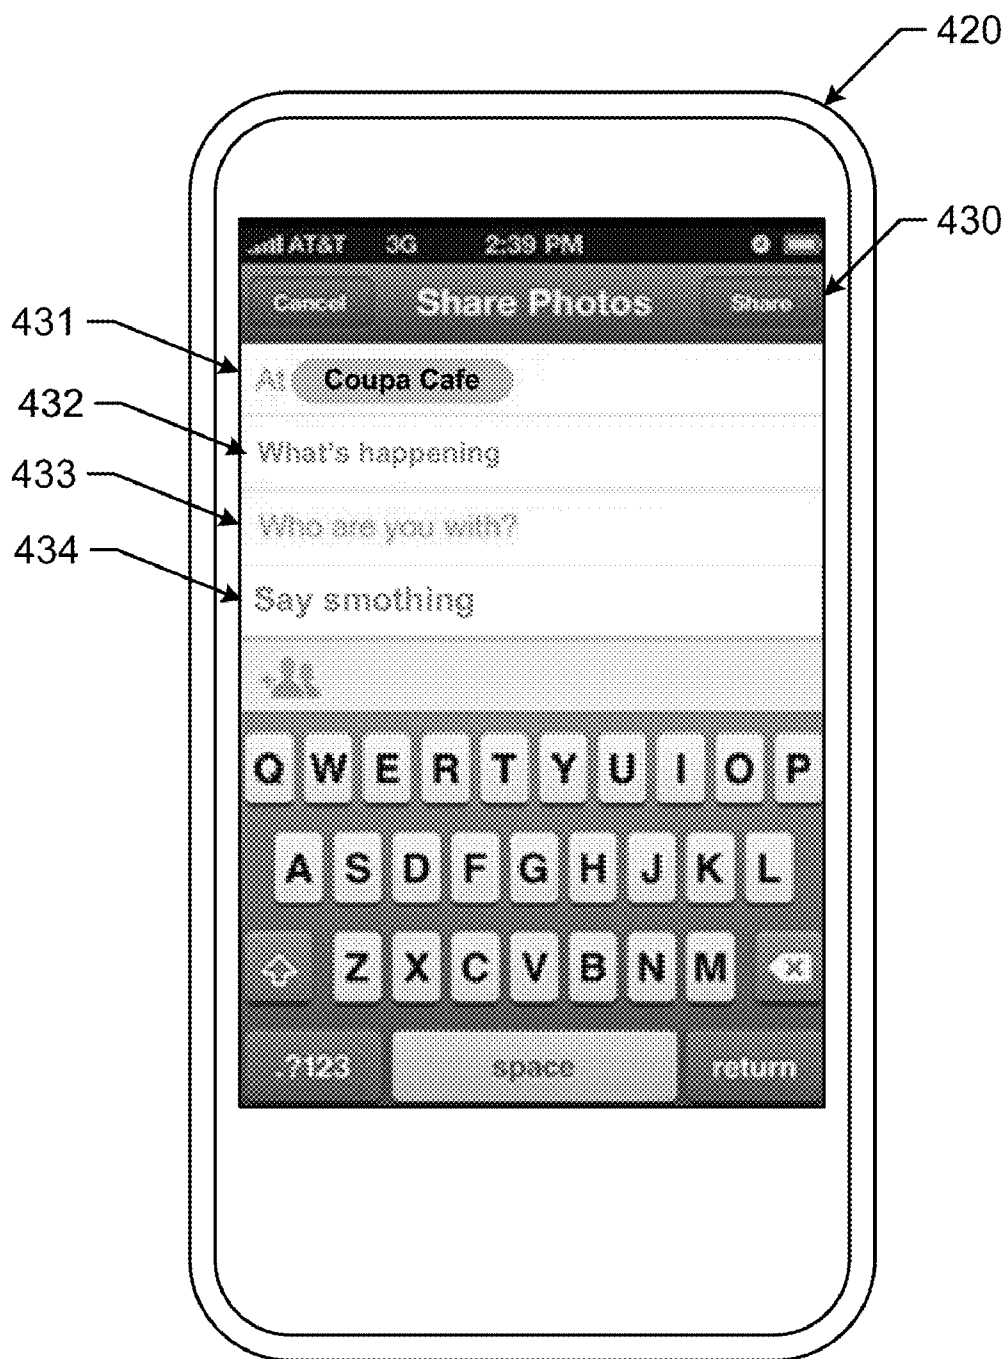 420
AT&T 3G 2:39 PM
430
Cancel Share Photos Share
431
At Coupa Cafe
432
What's happening
433
Who are you with?
434
Say smothing
Q W E R T Y U I O P
A S D F G H J K L
Z X C V B N M
.?123 space return